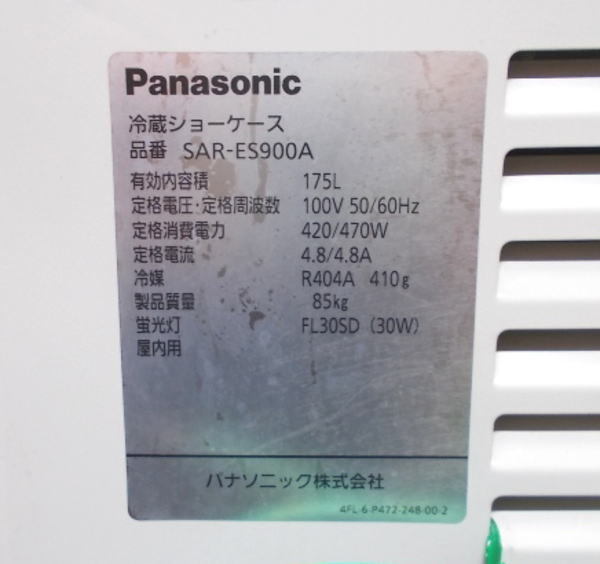 Panasonic
冷蔵ショーケース
品番 SAR-ES900A
有効内容積 175L
定格電圧・定格周波数 100V 50/60Hz
定格消費電力 420/470W
定格電流 4.8/4.8A
冷媒 R404A 410g
製品質量 85kg
蛍光灯 FL30SD (30W)
屋内用
パナソニック株式会社
4FL-6-P472-248-00-2